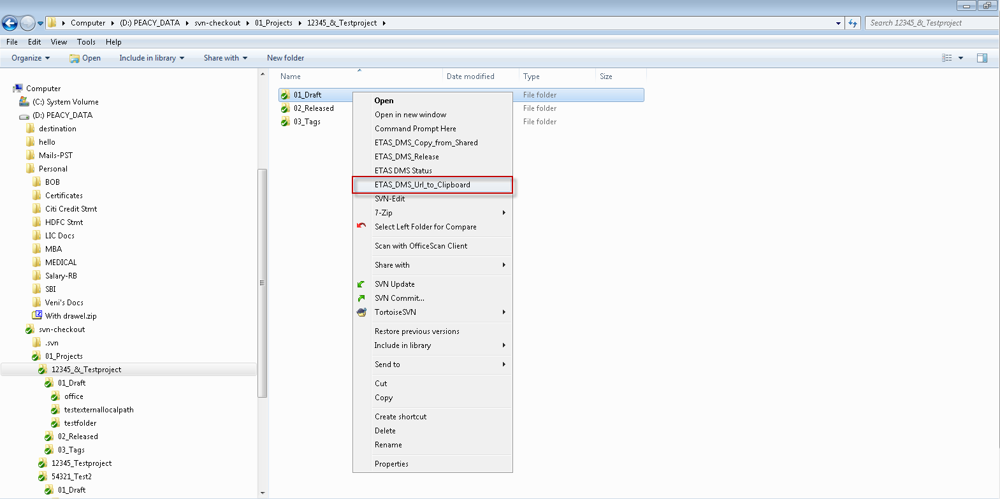 Computer (D:) PEACY_DATA svn-checkout 01_Projects 12345_&_Testproject
Search 12345_&_Testproject
File Edit View Tools Help
Organize Open Include in library Share with New folder
Computer
(C:) System Volume
(D:) PEACY_DATA
destination
hello
Mails-PST
Personal
BOB
Certificates
Citi Credit Stmt
HDFC Stmt
LIC Docs
MBA
MEDICAL
Salary-RB
SBI
Veni's Docs
With drawel.zip
svn-checkout
.svn
01_Projects
12345_&_Testproject
01_Draft
office
testexternallocalpath
testfolder
02_Released
03_Tags
12345_Testproject
54321_Test2
01_Draft
Name Date modified Type Size
01_Draft File folder
02_Released File folder
03_Tags File folder
Open
Open in new window
Command Prompt Here
ETAS_DMS_Copy_from_Shared
ETAS_DMS_Release
ETAS DMS Status
ETAS_DMS_Url_to_Clipboard
SVN-Edit
7-Zip
Select Left Folder for Compare
Scan with OfficeScan Client
Share with
SVN Update
SVN Commit...
TortoiseSVN
Restore previous versions
Include in library
Send to
Cut
Copy
Create shortcut
Delete
Rename
Properties